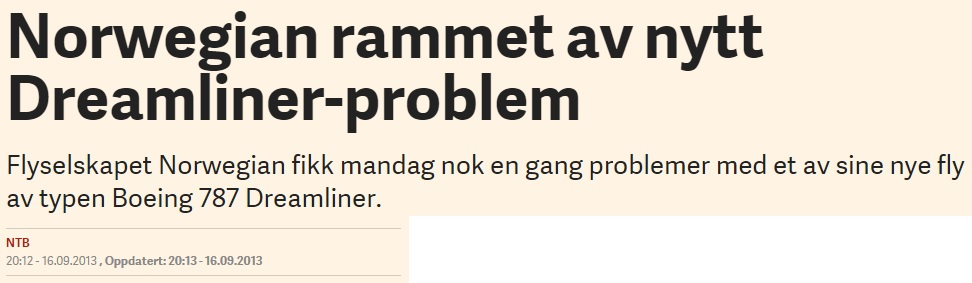 Norwegian rammet av nytt
Dreamliner-problem
Flyselskapet Norwegian fikk mandag nok en gang problemer med et av sine nye fly
av typen Boeing 787 Dreamliner.
NTB
20:12 - 16.09.2013 , Oppdatert: 20:13 - 16.09.2013